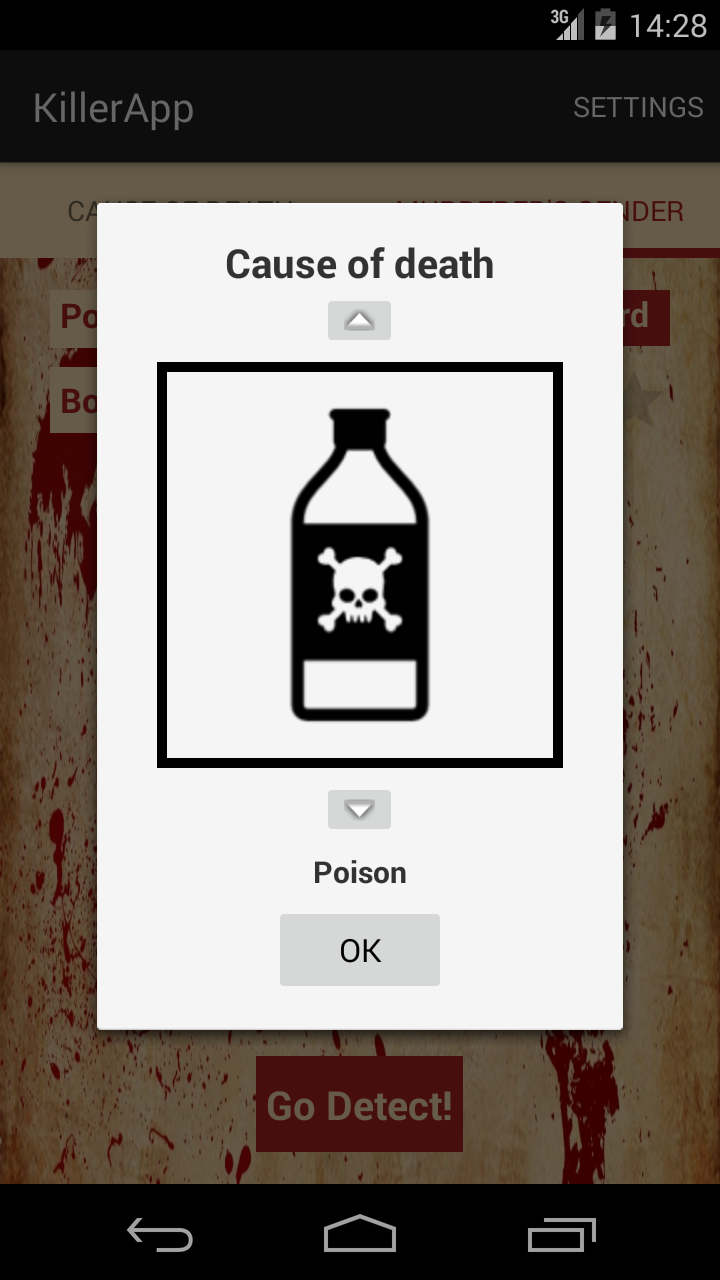 3G 14:28
KillerApp SETTINGS
Cause of death
Poison
OK
Go Detect!